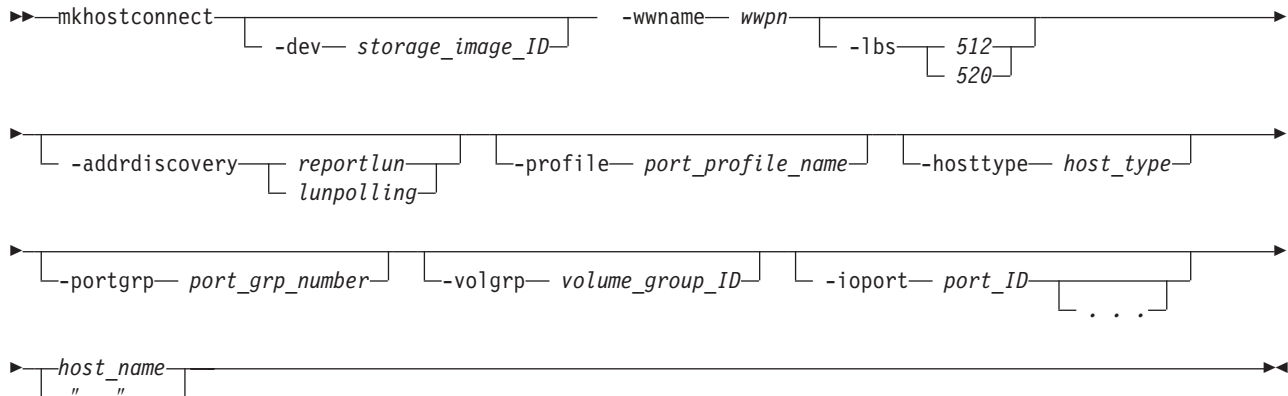 mkhostconnect -wwname wwpn
-dev storage_image_ID -lbs 512
520
-addrdiscovery reportlun -profile port_profile_name -hosttype host_type
lunpolling
-portgrp port_grp_number -volgrp volume_group_ID -ioport port_ID
. . .
host_name
" "